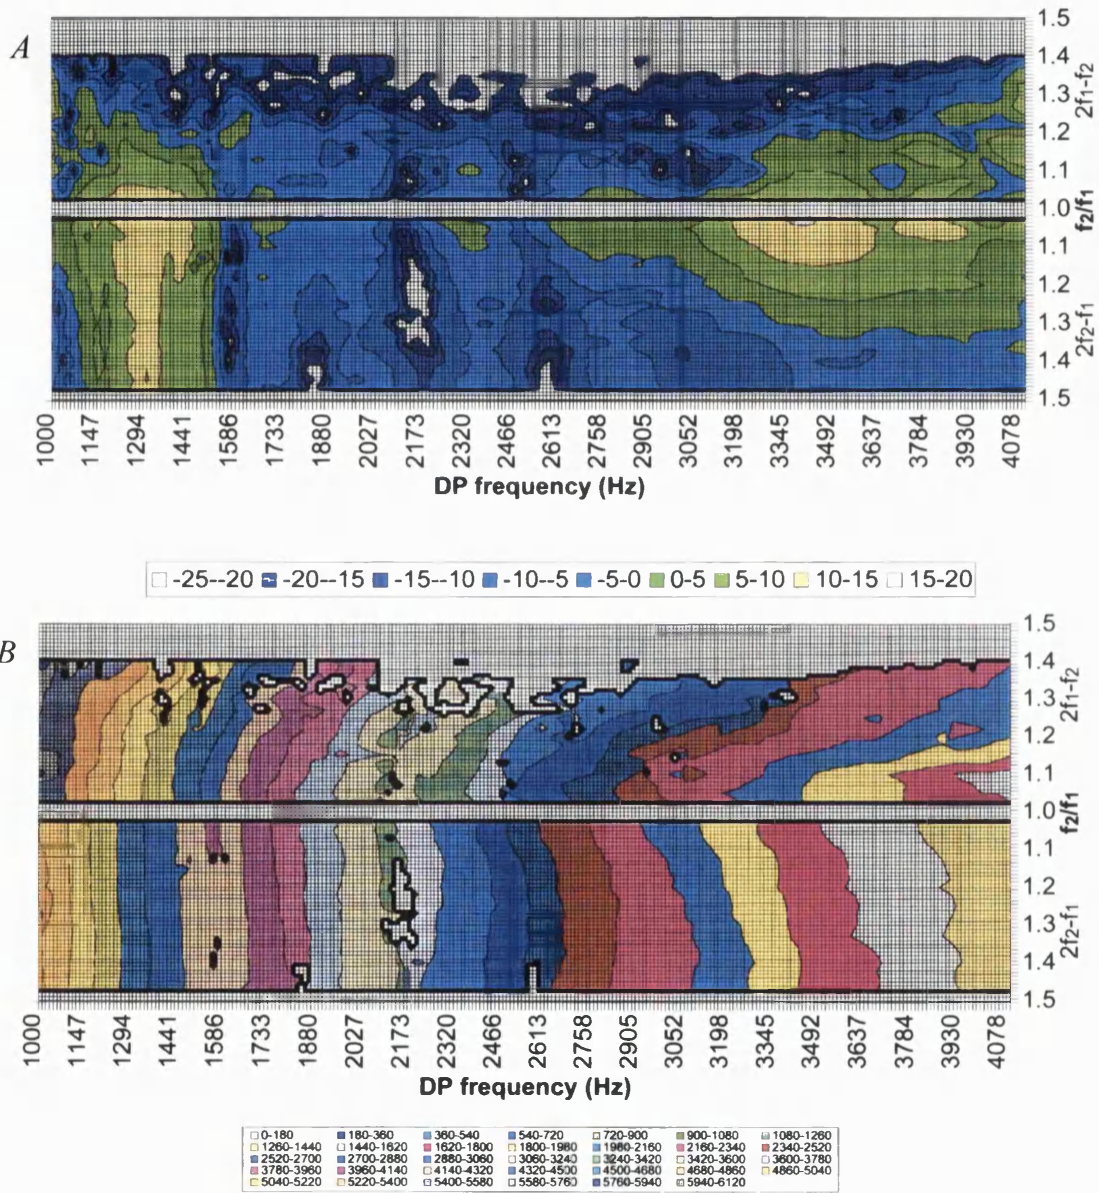 A
1.5
1.4
1.3
1.2
1.1
1.0
1.1
1.2
1.3
1.4
1.5
2f1-f2
f2/f1
2f2-f1
1000 1147 1294 1441 1586 1733 1880 2027 2173 2320 2466 2613 2758 2905 3052 3198 3345 3492 3637 3784 3930 4078
DP frequency (Hz)
-25--20 -20--15 -15--10 -10--5 -5-0 0-5 5-10 10-15 15-20
B
1.5
1.4
1.3
1.2
1.1
1.0
1.1
1.2
1.3
1.4
1.5
2f1-f2
f2/f1
2f2-f1
1000 1147 1294 1441 1586 1733 1880 2027 2173 2320 2466 2613 2758 2905 3052 3198 3345 3492 3637 3784 3930 4078
DP frequency (Hz)
0-180 180-360 360-540 540-720 720-900 900-1080 1080-1260
1260-1440 1440-1620 1620-1800 1800-1980 1980-2160 2160-2340 2340-2520
2520-2700 2700-2880 2880-3060 3060-3240 3240-3420 3420-3600 3600-3780
3780-3960 3960-4140 4140-4320 4320-4500 4500-4680 4680-4860 4860-5040
5040-5220 5220-5400 5400-5580 5580-5760 5760-5940 5940-6120